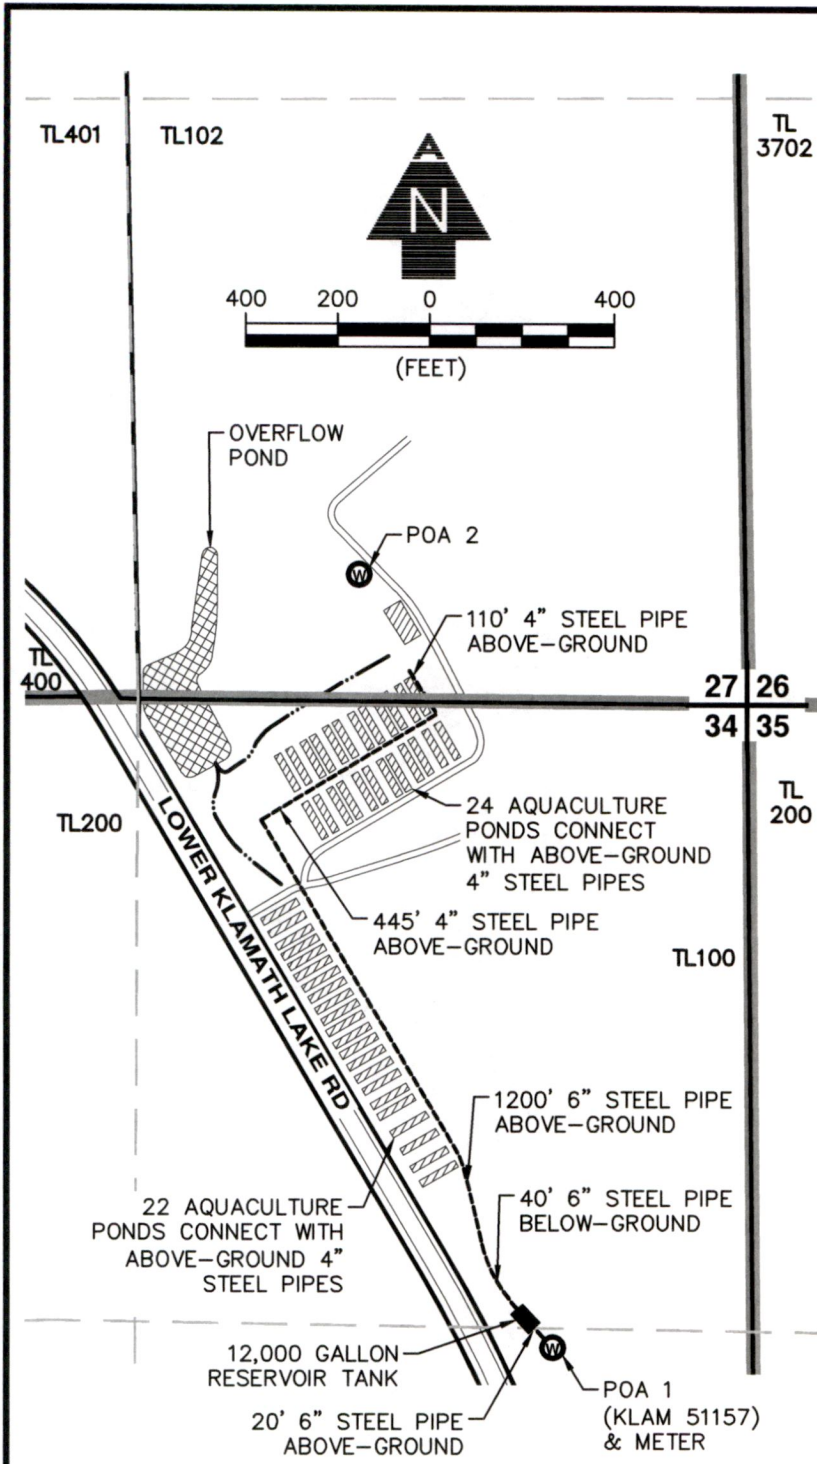 TL401
TL102
TL
3702
A
N
400 200 0 400
(FEET)
OVERFLOW
POND
POA 2
W
110' 4" STEEL PIPE
ABOVE-GROUND
TL
400
27 26
34 35
TL
200
TL200
LOWER KLAMATH LAKE RD
24 AQUACULTURE
PONDS CONNECT
WITH ABOVE-GROUND
4" STEEL PIPES
445' 4" STEEL PIPE
ABOVE-GROUND
TL100
1200' 6" STEEL PIPE
ABOVE-GROUND
40' 6" STEEL PIPE
BELOW-GROUND
22 AQUACULTURE
PONDS CONNECT WITH
ABOVE-GROUND 4"
STEEL PIPES
12,000 GALLON
RESERVOIR TANK
W
20' 6" STEEL PIPE
ABOVE-GROUND
POA 1
(KLAM 51157)
& METER